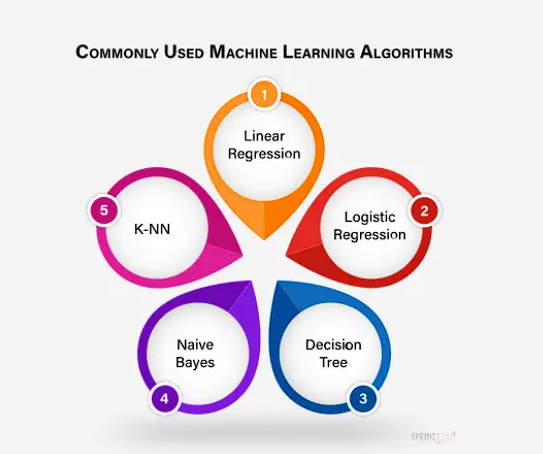 COMMONLY USED MACHINE LEARNING ALGORITHMS
1
Linear
Regression
2
Logistic
Regression
3
Decision
Tree
4
Naive
Bayes
5
K-NN
SPRINTZEAL